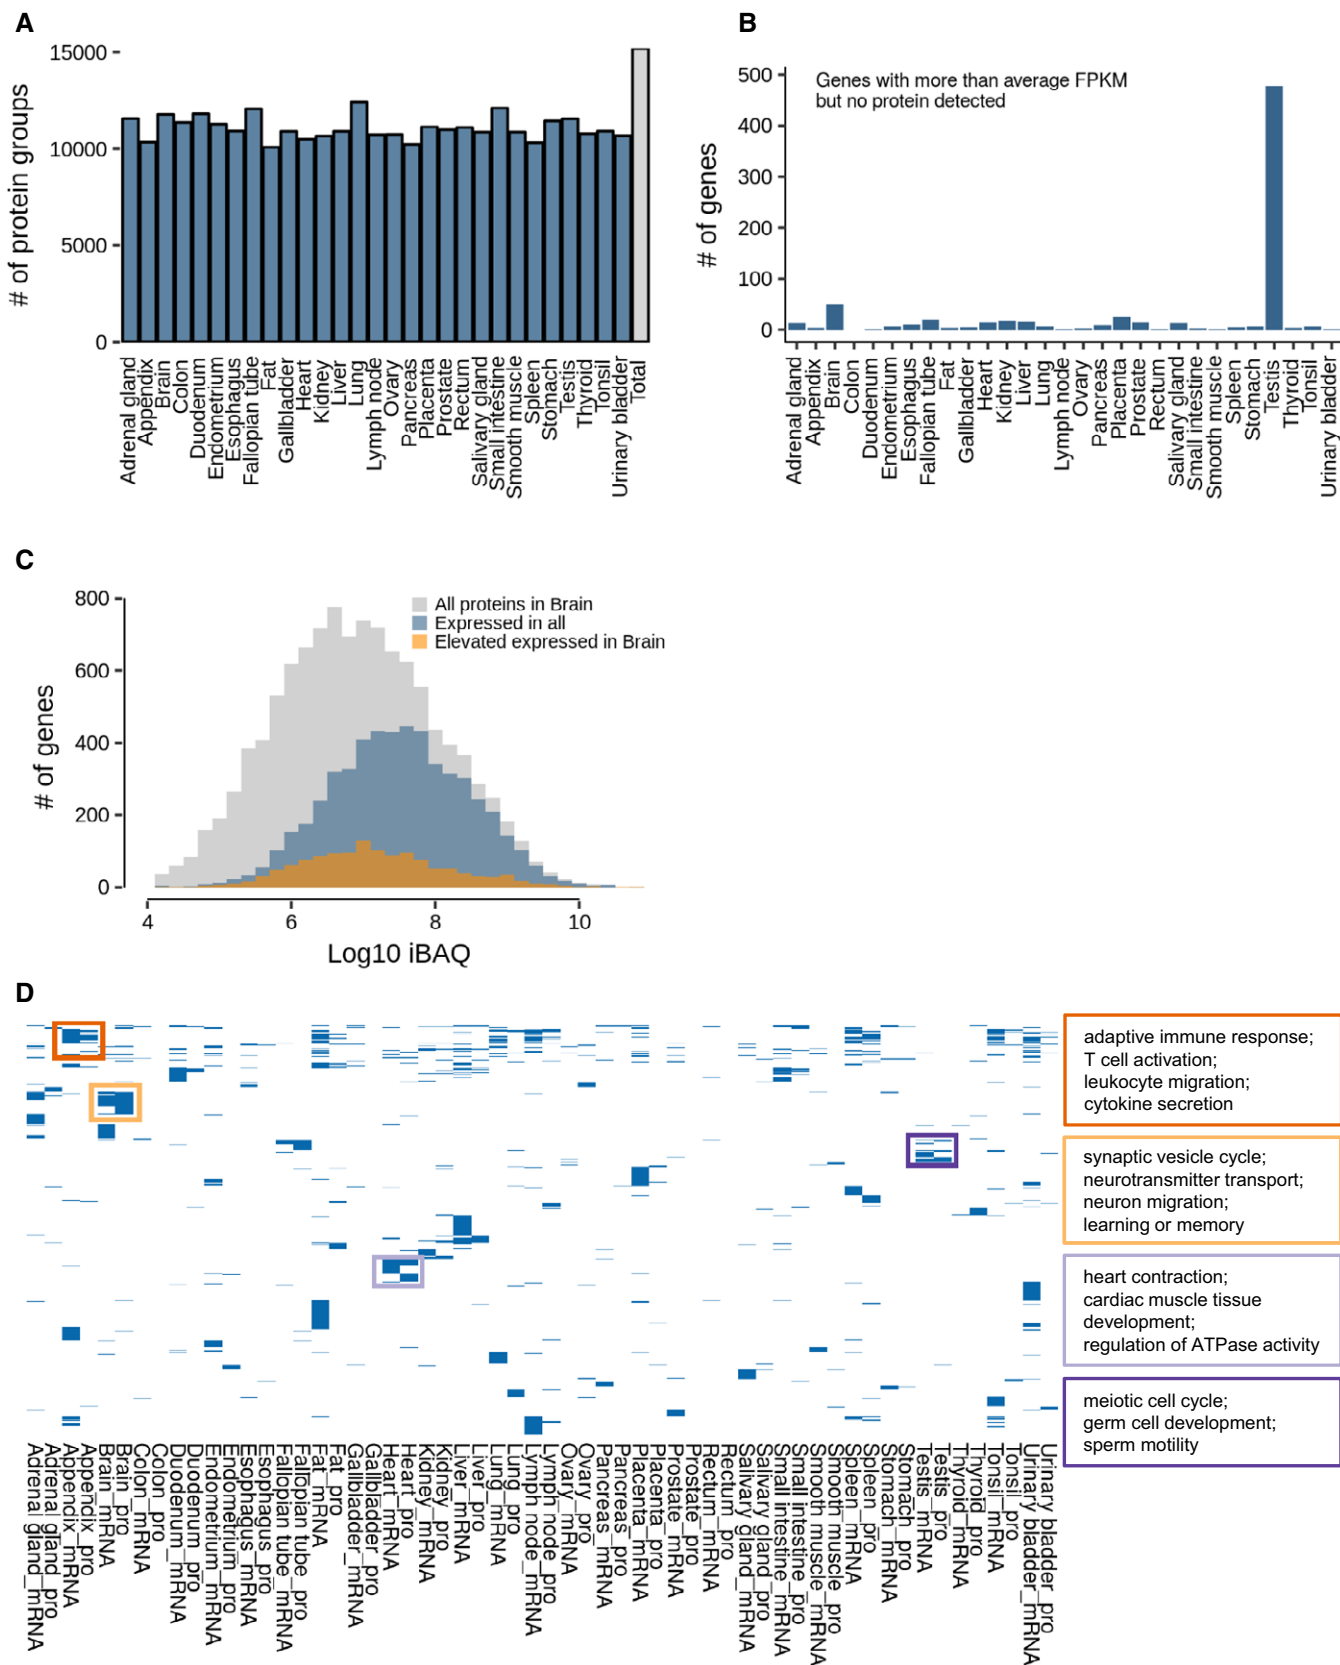 A
15000
10000
5000
0
# of protein groups
Adrenal gland
Appendix
Brain
Colon
Duodenum
Endometrium
Esophagus
Fallopian tube
Fat
Gallbladder
Heart
Kidney
Liver
Lung
Lymph node
Ovary
Pancreas
Placenta
Prostate
Rectum
Salivary gland
Small intestine
Smooth muscle
Spleen
Stomach
Testis
Thyroid
Tonsil
Urinary bladder
Total
B
Genes with more than average FPKM
but no protein detected
500
400
300
200
100
0
# of genes
Adrenal gland
Appendix
Brain
Colon
Duodenum
Endometrium
Esophagus
Fallopian tube
Fat
Gallbladder
Heart
Kidney
Liver
Lung
Lymph node
Ovary
Pancreas
Placenta
Prostate
Rectum
Salivary gland
Small intestine
Smooth muscle
Spleen
Stomach
Testis
Thyroid
Tonsil
Urinary bladder
C
800
600
400
200
0
# of genes
All proteins in Brain
Expressed in all
Elevated expressed in Brain
4
6
8
10
Log10 iBAQ
D
adaptive immune response;
T cell activation;
leukocyte migration;
cytokine secretion
synaptic vesicle cycle;
neurotransmitter transport;
neuron migration;
learning or memory
heart contraction;
cardiac muscle tissue
development;
regulation of ATPase activity
meiotic cell cycle;
germ cell development;
sperm motility
Adrenal gland_mRNA
Adrenal gland_pro
Appendix_mRNA
Appendix_pro
Brain_mRNA
Brain_pro
Colon_mRNA
Colon_pro
Duodenum_mRNA
Duodenum_pro
Endometrium_mRNA
Endometrium_pro
Esophagus_mRNA
Esophagus_pro
Fallopian tube_mRNA
Fallopian tube_pro
Fat_mRNA
Fat_pro
Gallbladder_mRNA
Gallbladder_pro
Heart_mRNA
Heart_pro
Kidney_mRNA
Kidney_pro
Liver_mRNA
Liver_pro
Lung_mRNA
Lung_pro
Lymph node_mRNA
Lymph node_pro
Ovary_mRNA
Ovary_pro
Pancreas_mRNA
Pancreas_pro
Placenta_mRNA
Placenta_pro
Prostate_mRNA
Prostate_pro
Rectum_mRNA
Rectum_pro
Salivary gland_mRNA
Salivary gland_pro
Small intestine_mRNA
Small intestine_pro
Smooth muscle_mRNA
Smooth muscle_pro
Spleen_mRNA
Spleen_pro
Stomach_mRNA
Stomach_pro
Testis_mRNA
Testis_pro
Thyroid_mRNA
Thyroid_pro
Tonsil_mRNA
Tonsil_pro
Urinary bladder_mRNA
Urinary bladder_pro